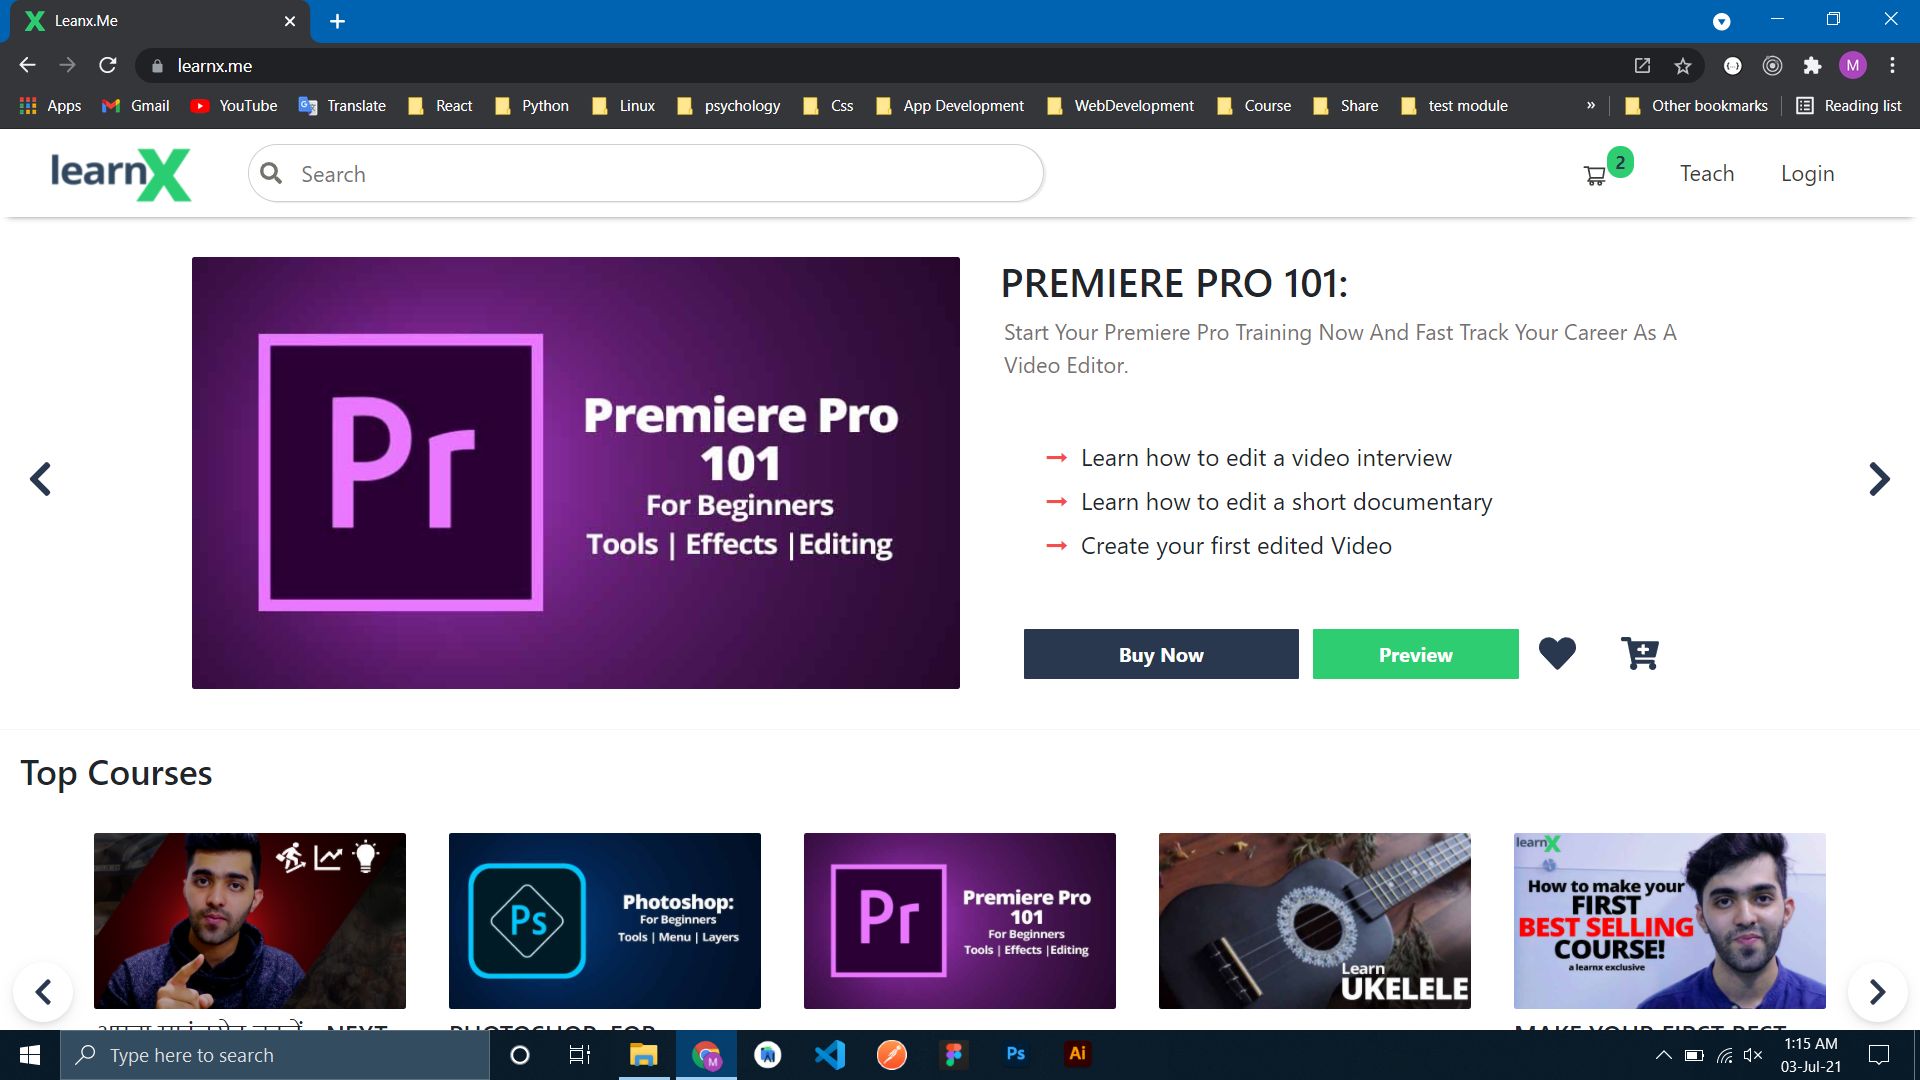 Leanx.Me
learnx.me
Apps Gmail YouTube Translate React Python Linux psychology Css App Development WebDevelopment Course Share test module » Other bookmarks Reading list
M
learnX
Search
2
Teach
Login
Pr
Premiere Pro
101
For Beginners
Tools | Effects |Editing
PREMIERE PRO 101:
Start Your Premiere Pro Training Now And Fast Track Your Career As A
Video Editor.
Learn how to edit a video interview
Learn how to edit a short documentary
Create your first edited Video
Buy Now
Preview
Top Courses
Ps
Photoshop:
For Beginners
Tools | Menu | Layers
Pr
Premiere Pro
101
For Beginners
Tools | Effects |Editing
Learn
UKELELE
learnX
How to make your
FIRST
BEST SELLING
COURSE!
a learnx exclusive
NEXT
PHOTOSHOP: FOR
MAKE YOUR FIRST BEST
Type here to search
M
Ps
Ai
1:15 AM
03-Jul-21